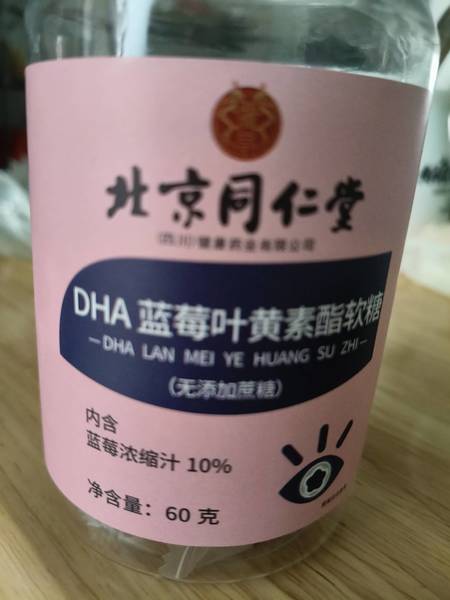 北京同仁堂
(四川)健康药业有限公司
DHA 蓝莓叶黄素酯软糖
—DHA LAN MEI YE HUANG SU ZHI—
（无添加蔗糖）
内含
蓝莓浓缩汁 10%
净含量：60 克